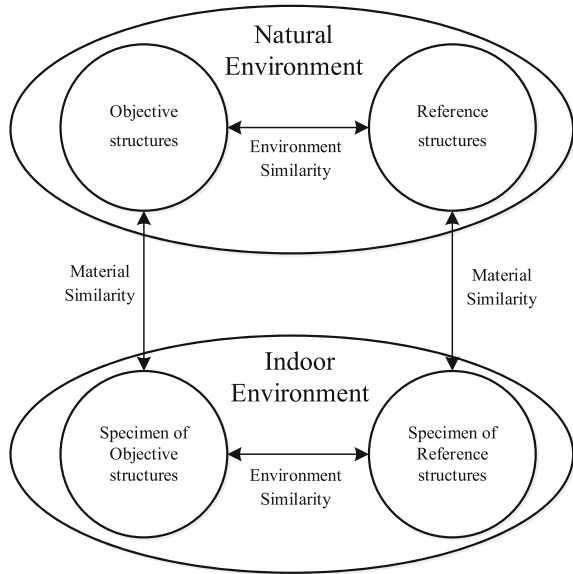 Natural
Environment
Objective
structures
Reference
structures
Environment
Similarity
Material
Similarity
Material
Similarity
Indoor
Environment
Specimen of
Objective
structures
Specimen of
Reference
structures
Environment
Similarity